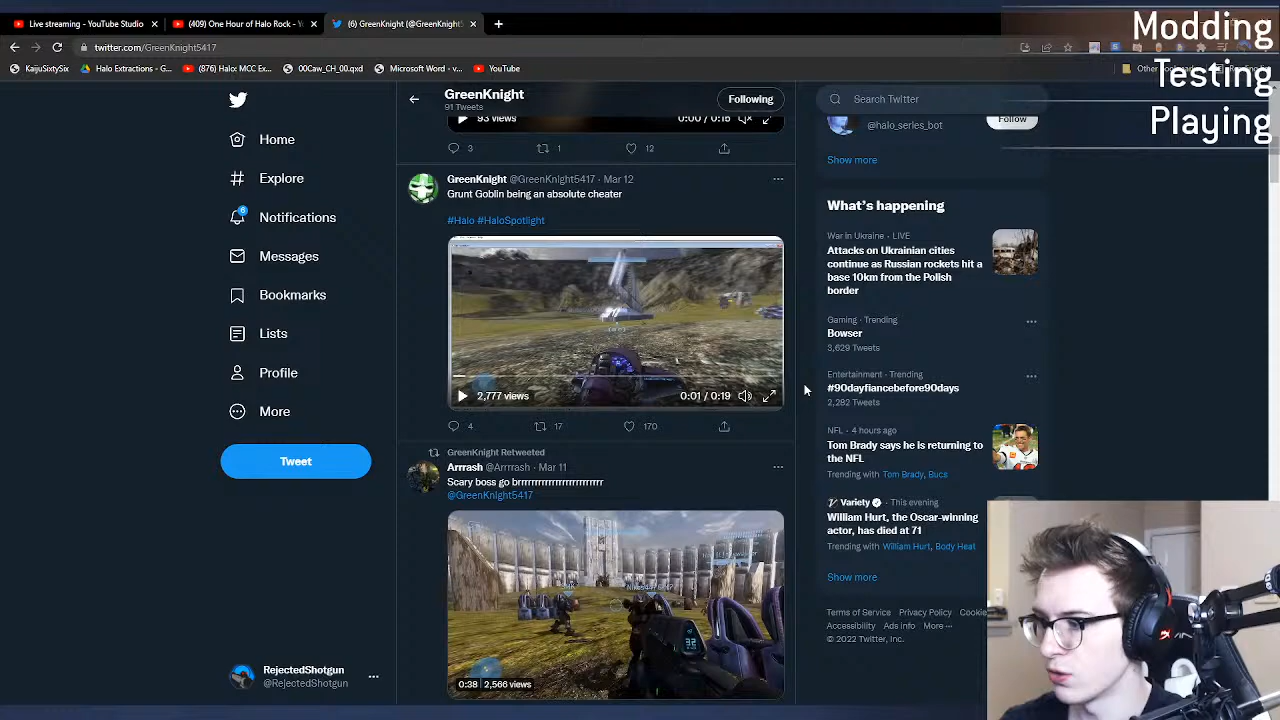 Live streaming - YouTube Studio
(409) One Hour of Halo Rock - Y
(6) GreenKnight (@GreenKnight5
twitter.com/GreenKnight5417
KaijuSixtySix
Halo Extractions - G...
(876) Halo: MCC Ex...
00Caw_CH_00.qxd
Microsoft Word - v...
YouTube
Modding
Testing
Playing
Home
Explore
6
Notifications
Messages
Bookmarks
Lists
Profile
More
Tweet
RejectedShotgun
@RejectedShotgun
GreenKnight
91 Tweets
Following
93 views
0:00 / 0:15
3
1
12
GreenKnight @GreenKnight5417 · Mar 12
Grunt Goblin being an absolute cheater
#Halo #HaloSpotlight
2,777 views
0:01 / 0:19
4
17
170
GreenKnight Retweeted
Arrrash @Arrrrash · Mar 11
Scary boss go brrrrrrrrrrrrrrrrrrrrrrrr
@GreenKnight5417
32
0:38
2,566 views
Search Twitter
@halo_series_bot
Follow
Show more
What's happening
War in Ukraine · LIVE
Attacks on Ukrainian cities
continue as Russian rockets hit a
base 10km from the Polish
border
Gaming · Trending
Bowser
3,629 Tweets
Entertainment · Trending
#90dayfiancebefore90days
2,282 Tweets
NFL · 4 hours ago
Tom Brady says he is returning to
the NFL
Trending with Tom Brady, Bucs
Variety · This evening
William Hurt, the Oscar-winning
actor, has died at 71
Trending with William Hurt, Body Heat
Show more
Terms of Service Privacy Policy Cookie
Accessibility Ads info More ···
© 2022 Twitter, Inc.